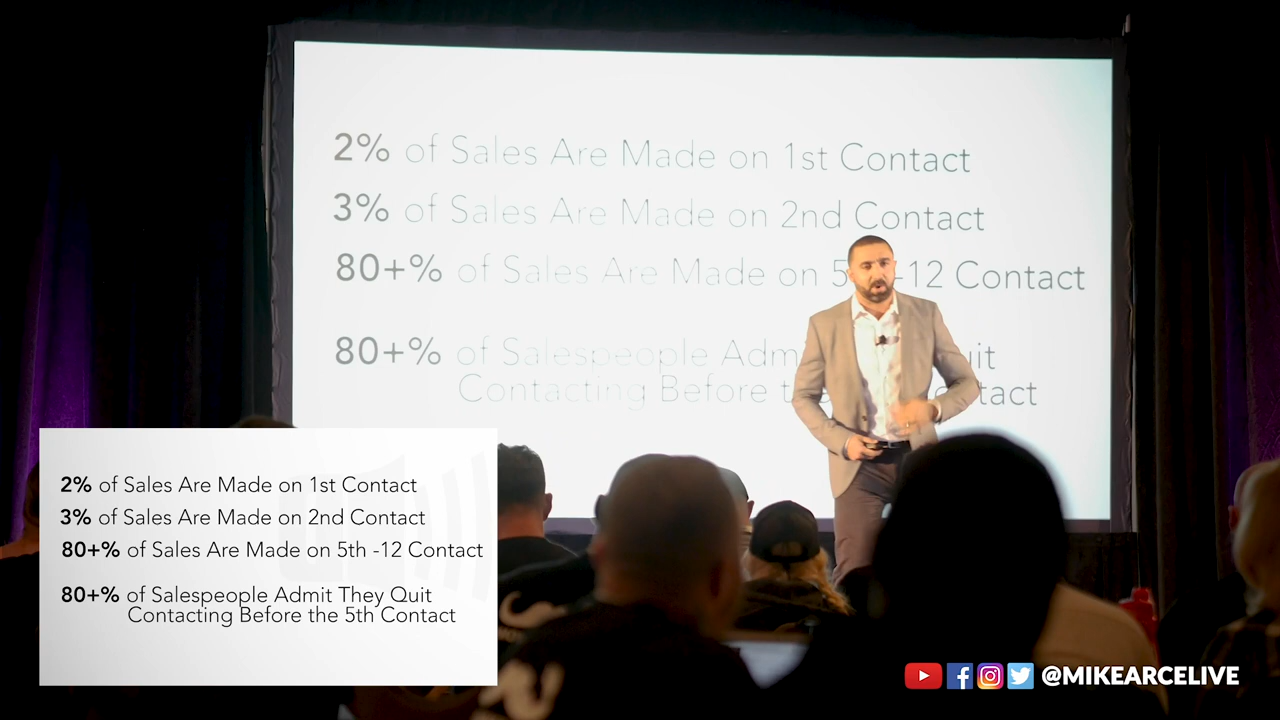 2% of Sales Are Made on 1st Contact
3% of Sales Are Made on 2nd Contact
80+% of Sales Are Made on 5 -12 Contact
80+% of Salespeople Adm uit
Contacting Before t tact
2% of Sales Are Made on 1st Contact
3% of Sales Are Made on 2nd Contact
80+% of Sales Are Made on 5th -12 Contact
80+% of Salespeople Admit They Quit
Contacting Before the 5th Contact
@MIKEARCELIVE